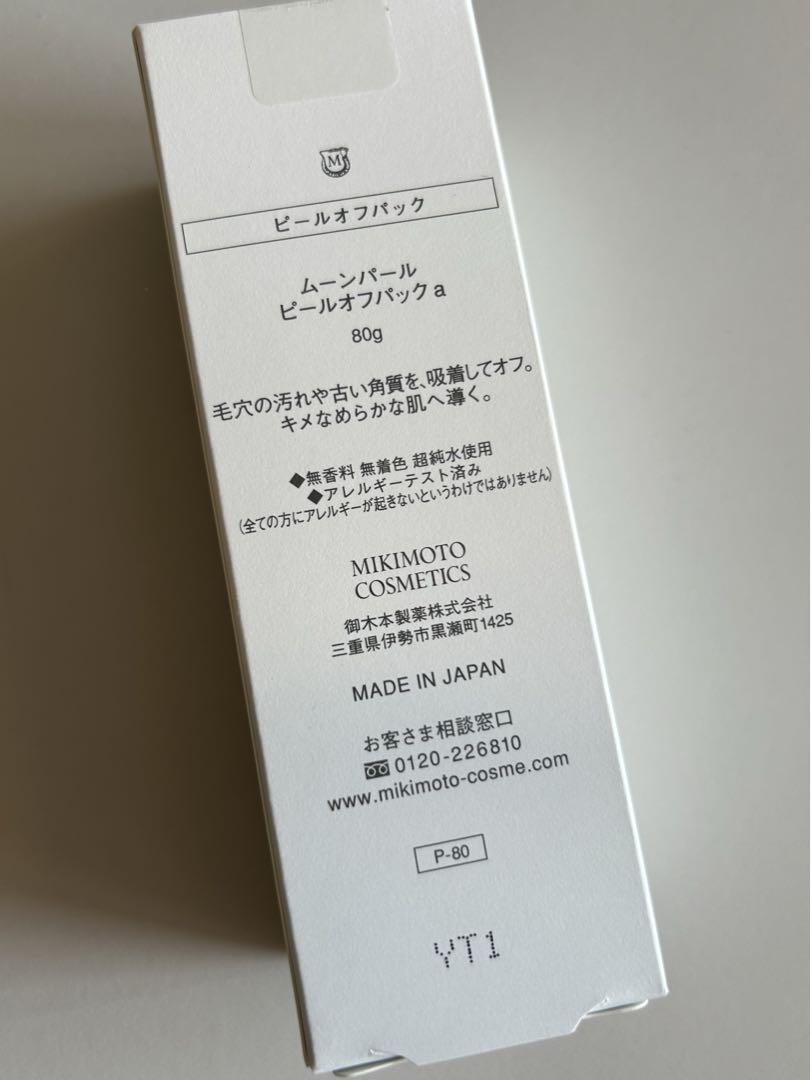 M
ピールオフパック
ムーンパール
ピールオフパック a
80g
毛穴の汚れや古い角質を、吸着してオフ。
キメなめらかな肌へ導く。
◆無香料 無着色 超純水使用
◆アレルギーテスト済み
(全ての方にアレルギーが起きないというわけではありません)
MIKIMOTO
COSMETICS
御木本製薬株式会社
三重県伊勢市黒瀬町1425
MADE IN JAPAN
お客さま相談窓口
0120-226810
www.mikimoto-cosme.com
P-80
YT1